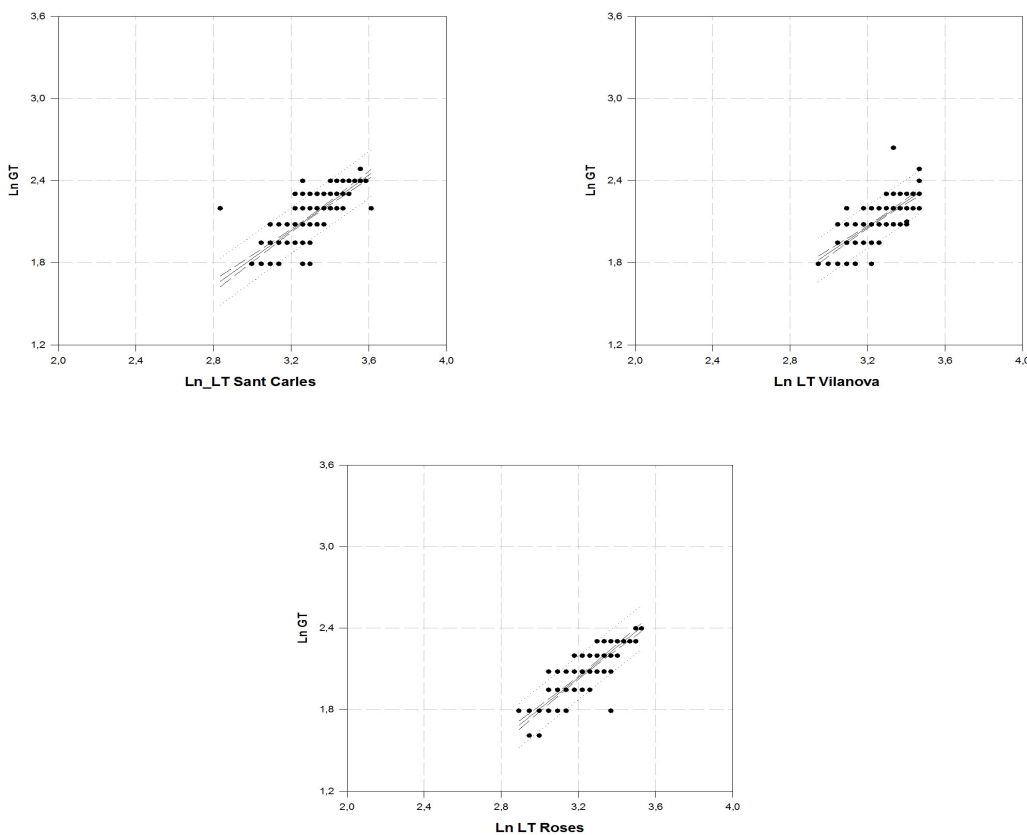 3,6
3,0
2,4
1,8
1,2
Ln GT
2,0 2,4 2,8 3,2 3,6 4,0
Ln_LT Sant Carles
3,6
3,0
2,4
1,8
1,2
Ln GT
2,0 2,4 2,8 3,2 3,6 4,0
Ln LT Vilanova
3,6
3,0
2,4
1,8
1,2
Ln GT
2,0 2,4 2,8 3,2 3,6 4,0
Ln LT Roses